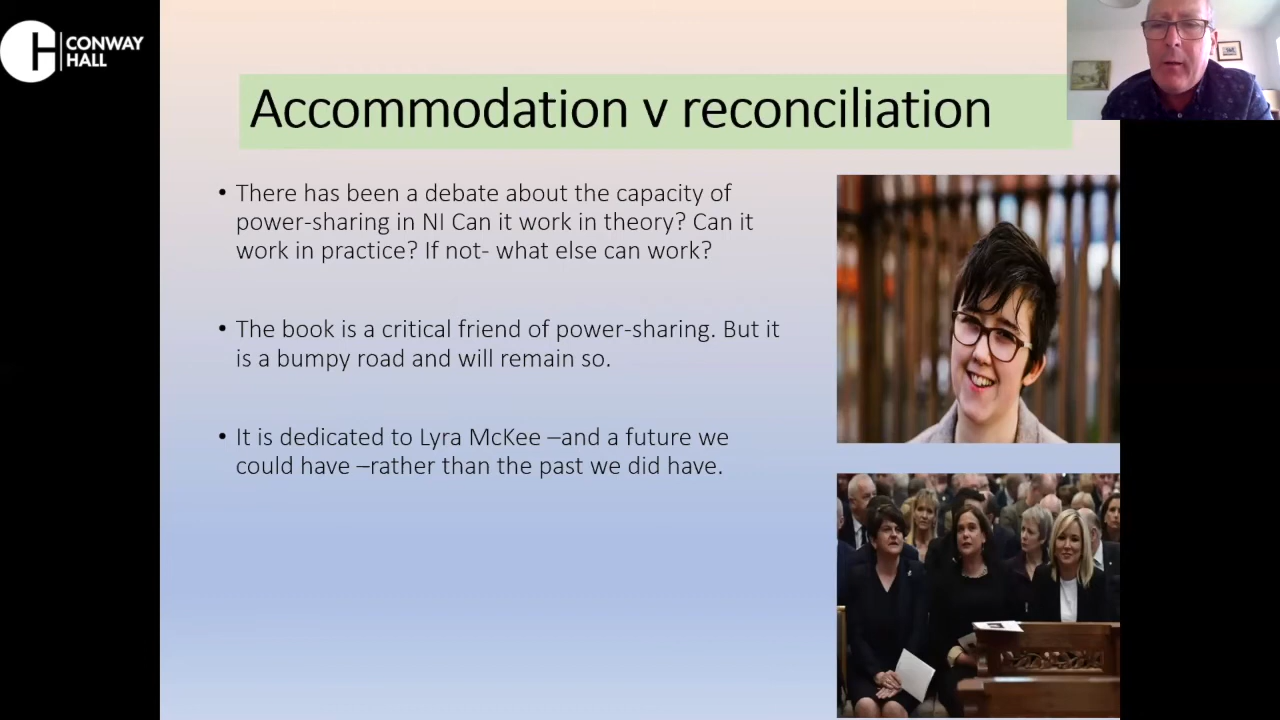 CONWAY
HALL
Accommodation v reconciliation
• There has been a debate about the capacity of
power-sharing in NI Can it work in theory? Can it
work in practice? If not- what else can work?
• The book is a critical friend of power-sharing. But it
is a bumpy road and will remain so.
• It is dedicated to Lyra McKee –and a future we
could have –rather than the past we did have.